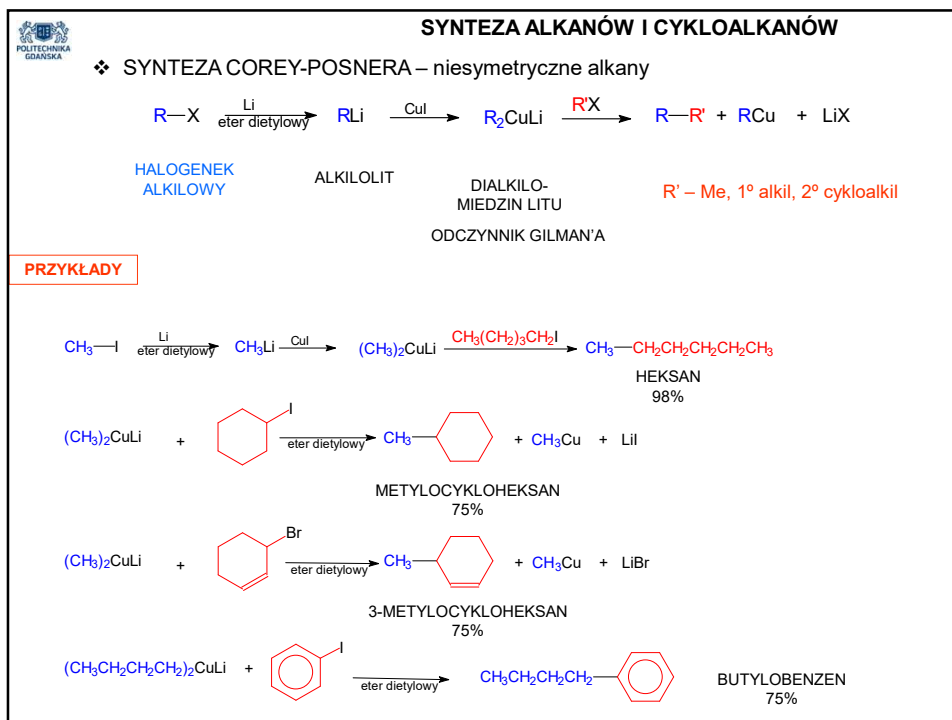 POLITECHNIKA
GDAŃSKA
SYNTEZA ALKANÓW I CYKLOALKANÓW
❖ SYNTEZA COREY-POSNERA – niesymetryczne alkany
R—X Li eter dietylowy RLi CuI R₂CuLi R'X R—R' + RCu + LiX
HALOGENEK
ALKILOWY
ALKILOLIT
DIALKILO-
MIEDZIN LITU
ODCZYNNIK GILMAN'A
R' – Me, 1º alkil, 2º cykloalkil
PRZYKŁADY
CH₃—I Li eter dietylowy CH₃Li CuI (CH₃)₂CuLi CH₃(CH₂)₃CH₂I CH₃—CH₂CH₂CH₂CH₂CH₃
HEKSAN
98%
(CH₃)₂CuLi + I eter dietylowy CH₃ + CH₃Cu + LiI
METYLOCYKLOHEKSAN
75%
(CH₃)₂CuLi + Br eter dietylowy CH₃ + CH₃Cu + LiBr
3-METYLOCYKLOHEKSAN
75%
(CH₃CH₂CH₂CH₂)₂CuLi + I eter dietylowy CH₃CH₂CH₂CH₂
BUTYLOBENZEN
75%